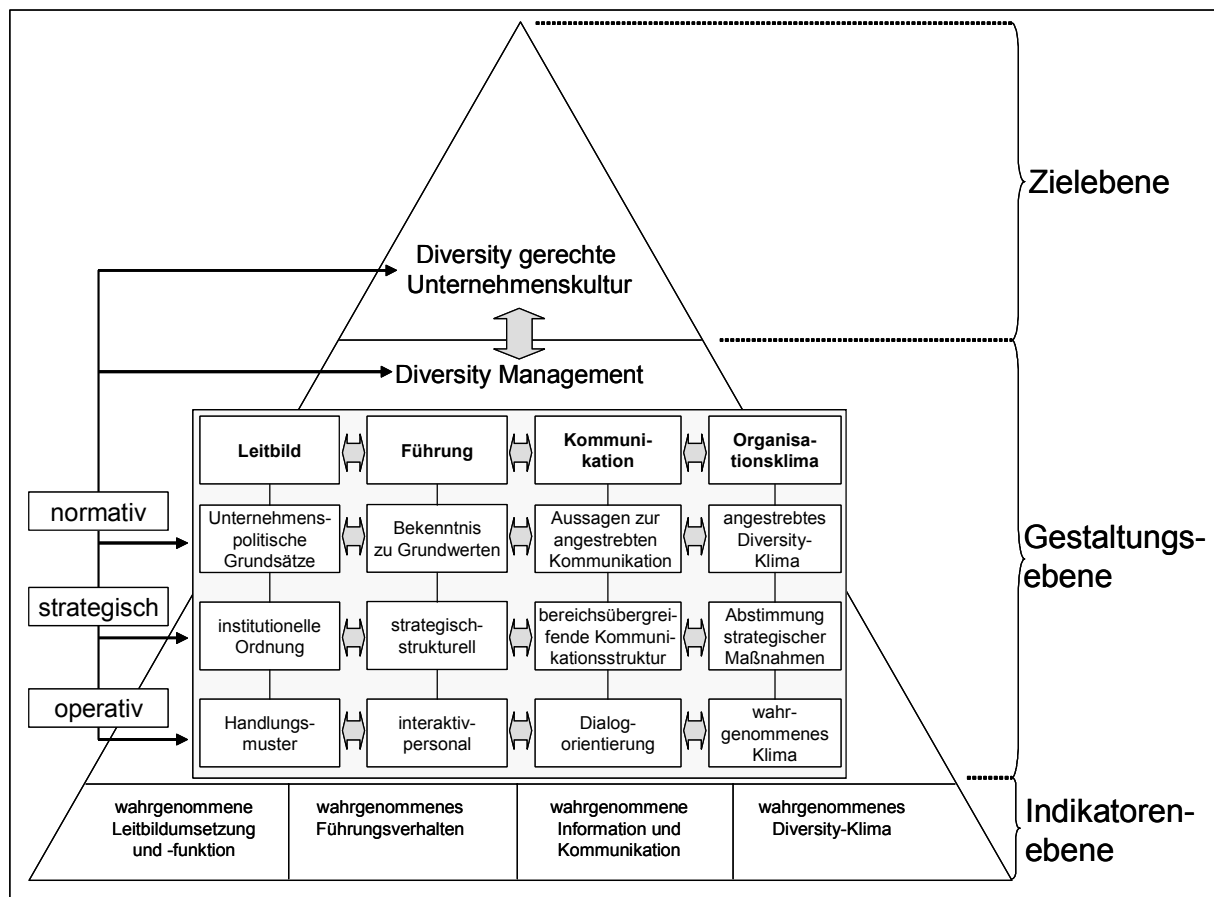 Zielebene
Diversity gerechte
Unternehmenskultur
Diversity Management
Leitbild
Führung
Kommuni-
kation
Organisa-
tionsklima
normativ
Unternehmens-
politische
Grundsätze
Bekenntnis
zu Grundwerten
Aussagen zur
angestrebten
Kommunikation
angestrebtes
Diversity-
Klima
Gestaltungs-
ebene
strategisch
institutionelle
Ordnung
strategisch-
strukturell
bereichsübergrei-
fende Kommuni-
kationsstruktur
Abstimmung
strategischer
Maßnahmen
operativ
Handlungs-
muster
interaktiv-
personal
Dialog-
orientierung
wahr-
genommenes
Klima
wahrgenommene
Leitbildumsetzung
und -funktion
wahrgenommenes
Führungsverhalten
wahrgenommene
Information und
Kommunikation
wahrgenommenes
Diversity-Klima
Indikatoren-
ebene